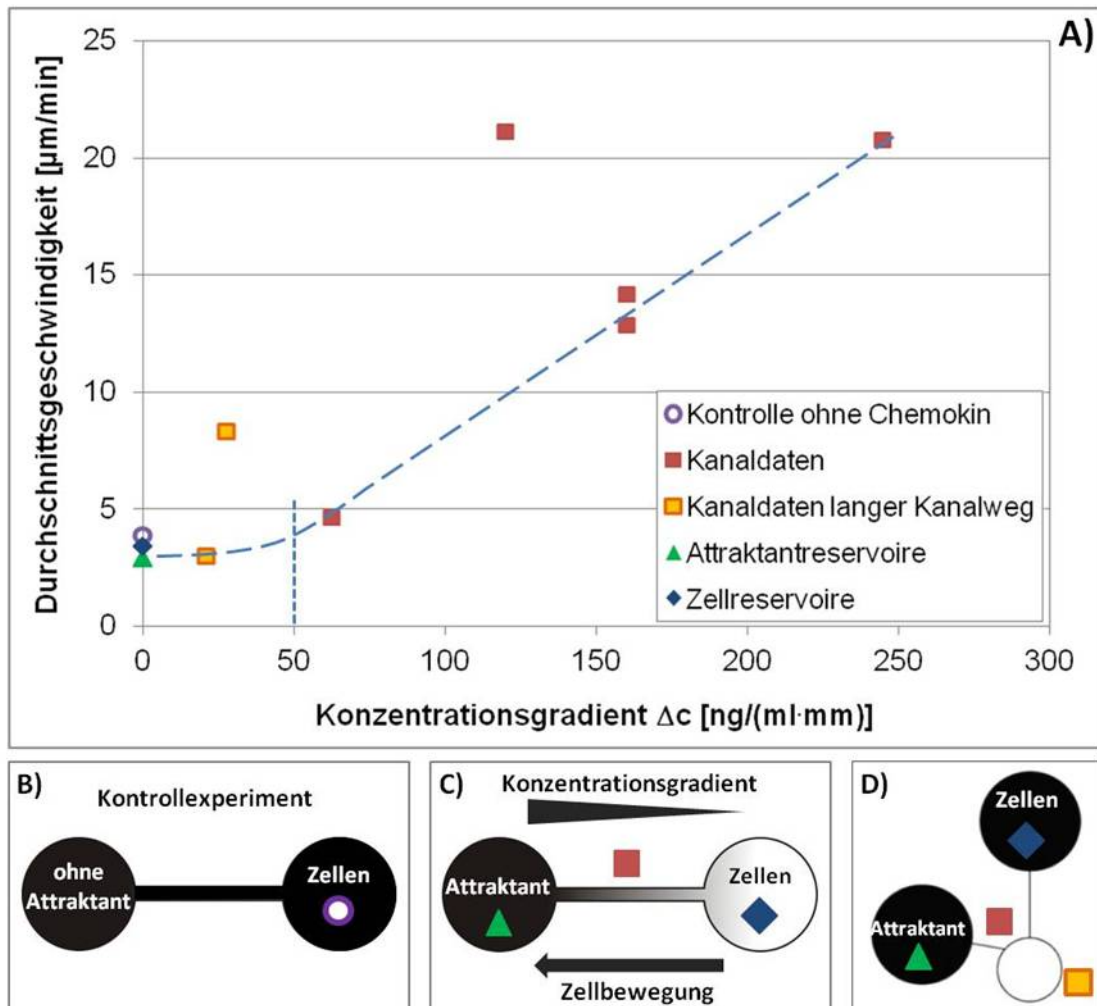 A)
Durchschnittsgeschwindigkeit [µm/min]
25
20
15
10
5
0
0 50 100 150 200 250 300
Konzentrationsgradient Δc [ng/(ml·mm)]
Kontrolle ohne Chemokin
Kanaldaten
Kanaldaten langer Kanalweg
Attraktantreservoire
Zellreservoire
B)
Kontrollexperiment
ohne
Attraktant
Zellen
C)
Konzentrationsgradient
Attraktant
Zellen
Zellbewegung
D)
Zellen
Attraktant